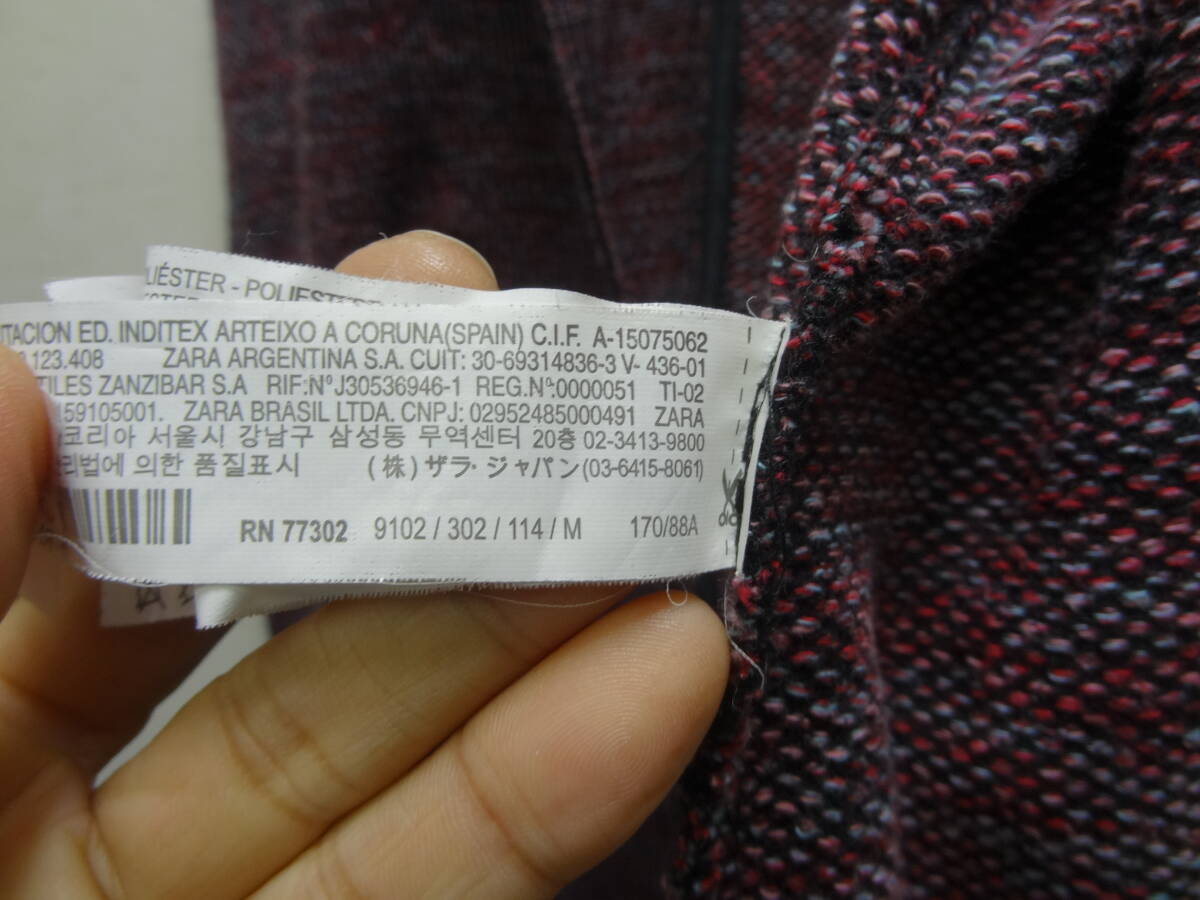 LIÉSTER - POLIESTER
UTACION ED. INDITEX ARTEIXO A CORUNA(SPAIN) C.I.F. A-15075062
123.408 ZARA ARGENTINA S.A. CUIT: 30-69314836-3 V- 436-01
TILES ZANZIBAR S.A RIF:Nº J30536946-1 REG.Nº:0000051 TI-02
159105001. ZARA BRASIL LTDA. CNPJ: 02952485000491 ZARA
코리아 서울시 강남구 삼성동 무역센터 20층 02-3413-9800
리법에 의한 품질표시 (株) ザラ・ジャパン(03-6415-8061)
RN 77302 9102 / 302 / 114 / M 170/88A